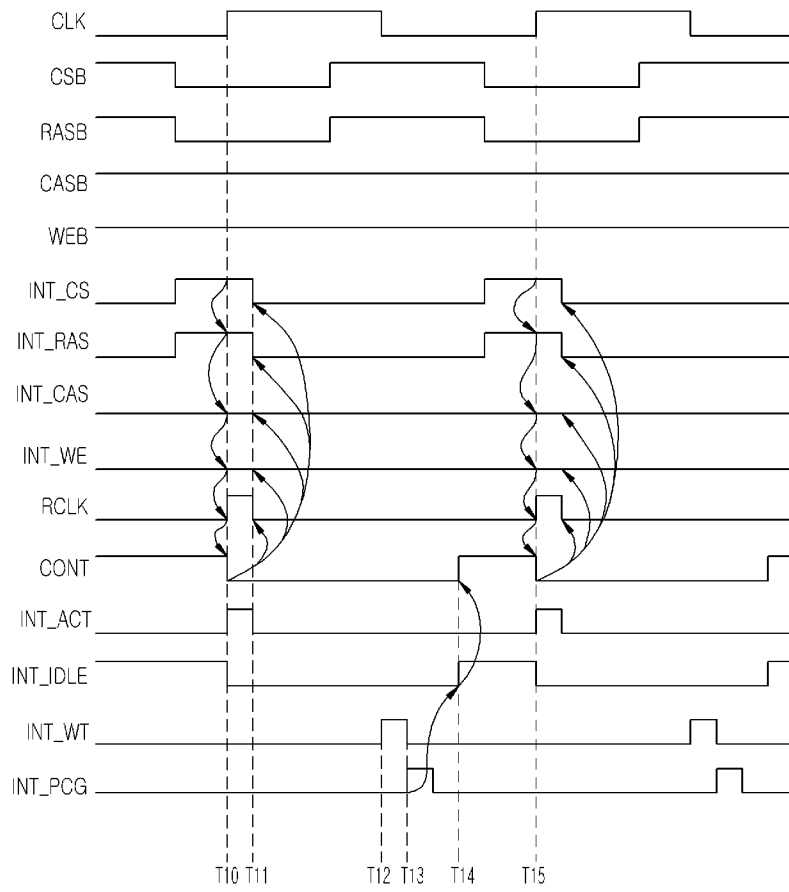 CLK
CSB
RASB
CASB
WEB
INT_CS
INT_RAS
INT_CAS
INT_WE
RCLK
CONT
INT_ACT
INT_IDLE
INT_WT
INT_PCG
T10 T11 T12 T13 T14 T15